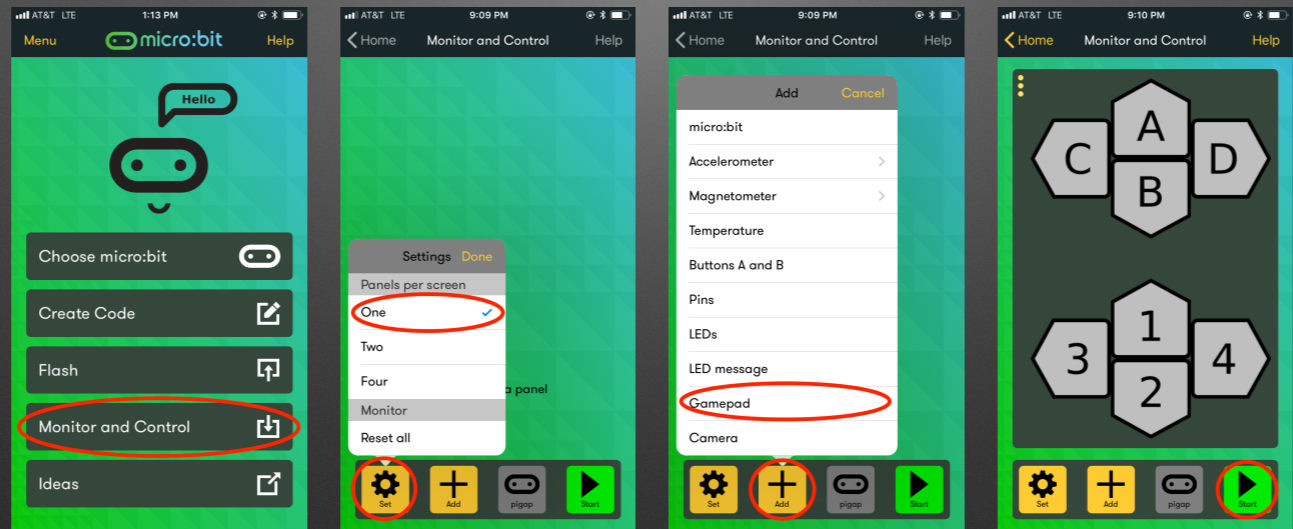 AT&T LTE 1:13 PM
Menu micro:bit Help
Hello
Choose micro:bit
Create Code
Flash
Monitor and Control
Ideas
AT&T LTE 9:09 PM
Home Monitor and Control Help
Settings Done
Panels per screen
One
Two
Four
a panel
Monitor
Reset all
Set Add pigap Start
AT&T LTE 9:09 PM
Home Monitor and Control Help
Add Cancel
micro:bit
Accelerometer
Magnetometer
Temperature
Buttons A and B
Pins
LEDs
LED message
Gamepad
Camera
Set Add pigap Start
AT&T LTE 9:10 PM
Home Monitor and Control Help
A
C D
B
1
3 4
2
Set Add pigap Start